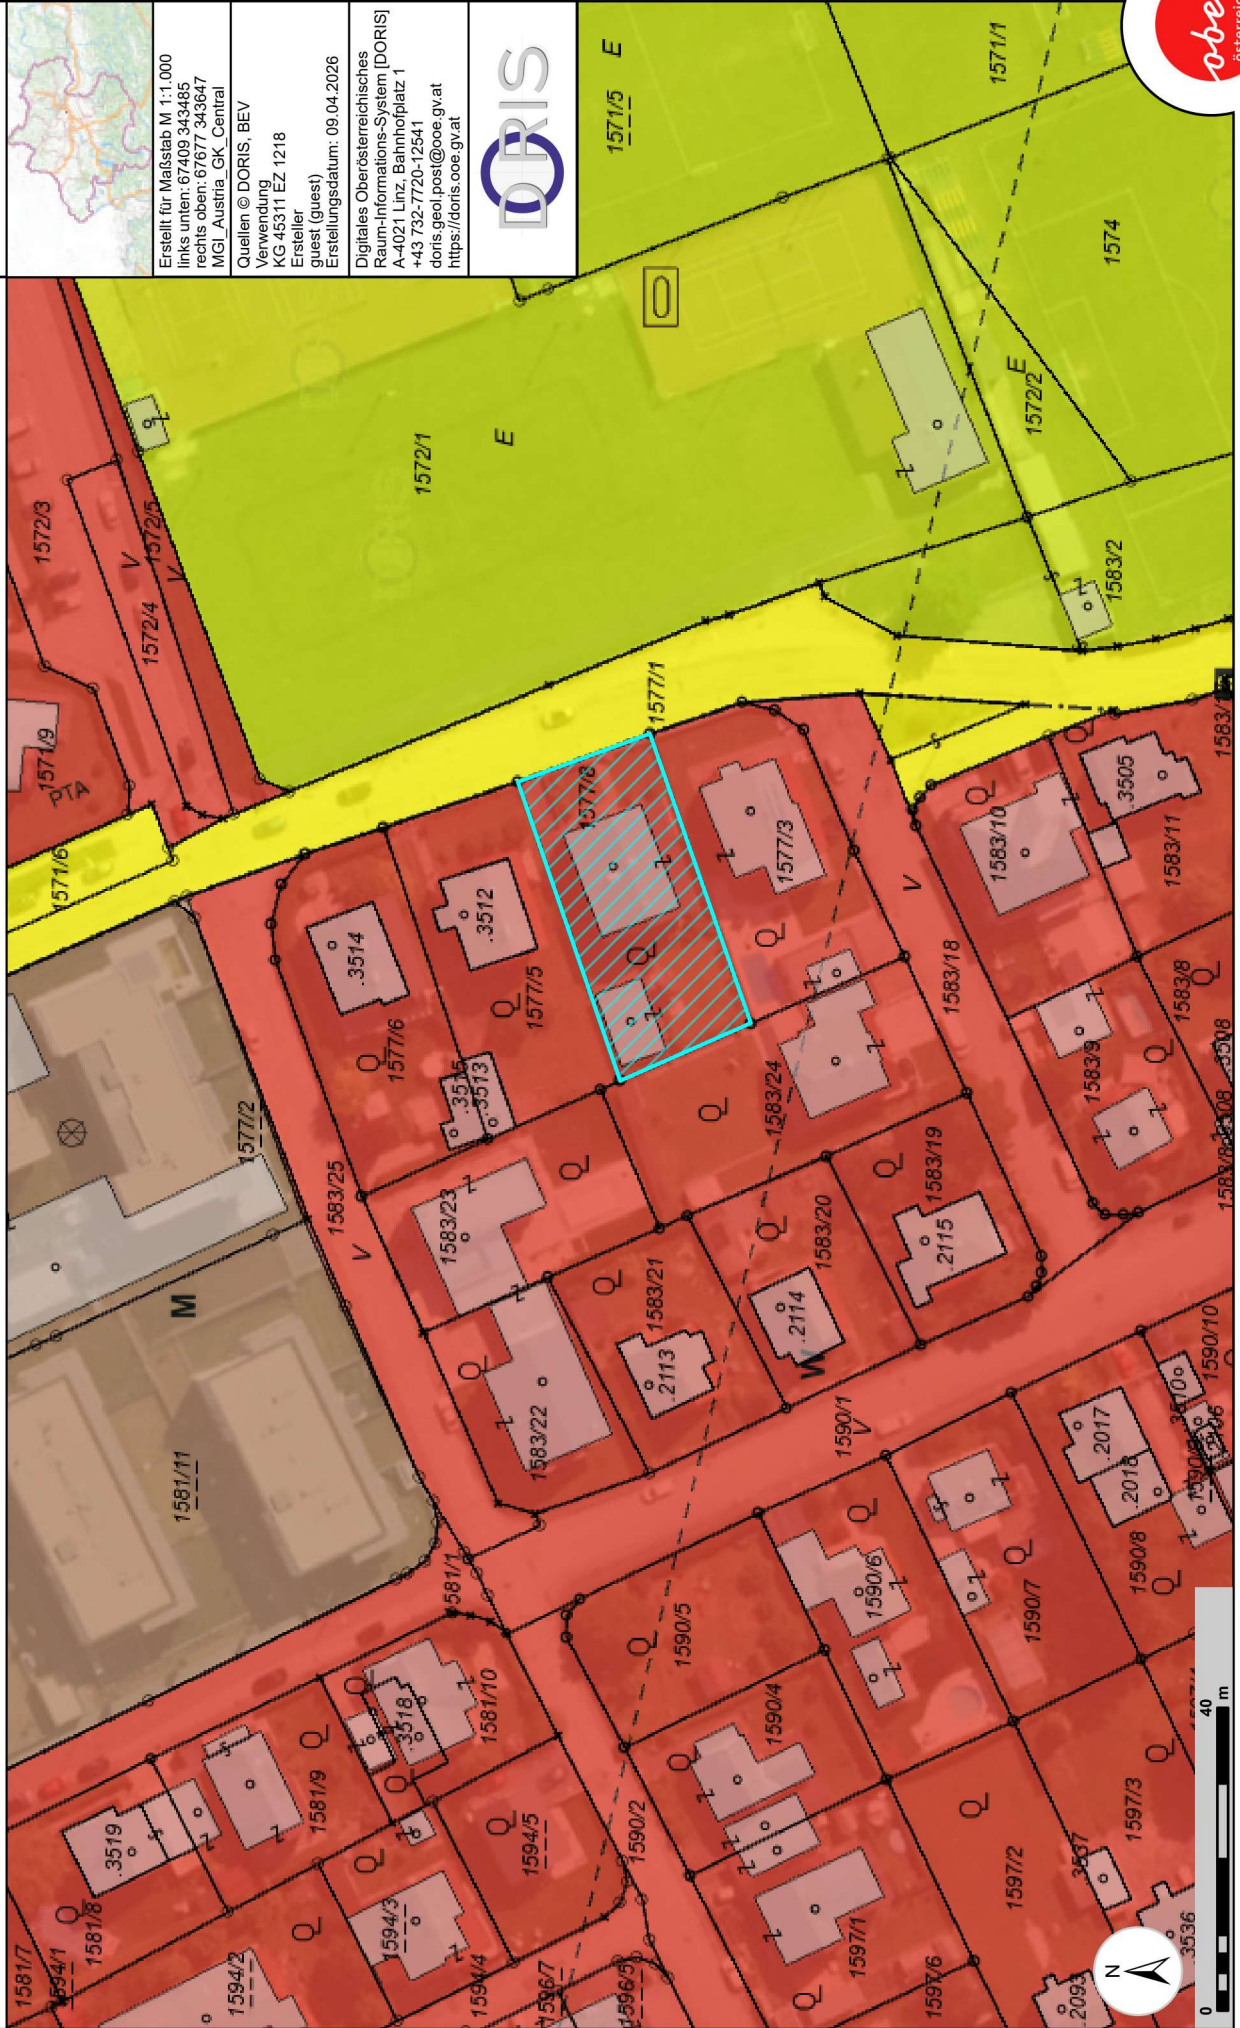 Erstellt für Maßstab M 1:1.000
links unten: 67409 343485
rechts oben: 67677 343647
MGI_Austria_GK_Central
Quellen © DORIS, BEV
Verwendung
KG 45311 EZ 1218
Ersteller
guest (guest)
Erstellungsdatum: 09.04.2026
Digitales Oberösterreichisches
Raum-Informations-System [DORIS]
A-4021 Linz, Bahnhofplatz 1
+43 732-7720-12541
doris.geol.post@ooe.gv.at
https://doris.ooe.gv.at
DORIS
1581/7
1594/1
1581/8
.3519
1594/2
1581/9
1594/3
.3518
1581/10
1594/4
1594/5
1581/1
1581/11
M
1577/2
1583/25
V
1571/6
1571/9
PTA
1572/3
1572/4
V
1572/5
V
1572/1
E
1571/5
E
1571/1
1574
1572/2
E
1583/2
1577/1
.3514
1577/6
.3512
1577/5
.3513
1583/23
1583/22
1583/21
.2113
1583/24
1577/3
1583/20
.2114
W
1583/19
.2115
1583/18
V
1583/10
.3505
1583/11
1583/9
1583/8
.3508
1590/1
V
1590/10
.3510
.2017
.2018
1590/8
1590/7
1590/6
1590/5
1590/4
1590/2
1597/1
1597/6
1597/2
1597/3
.3536
.2093
N
0
40
m